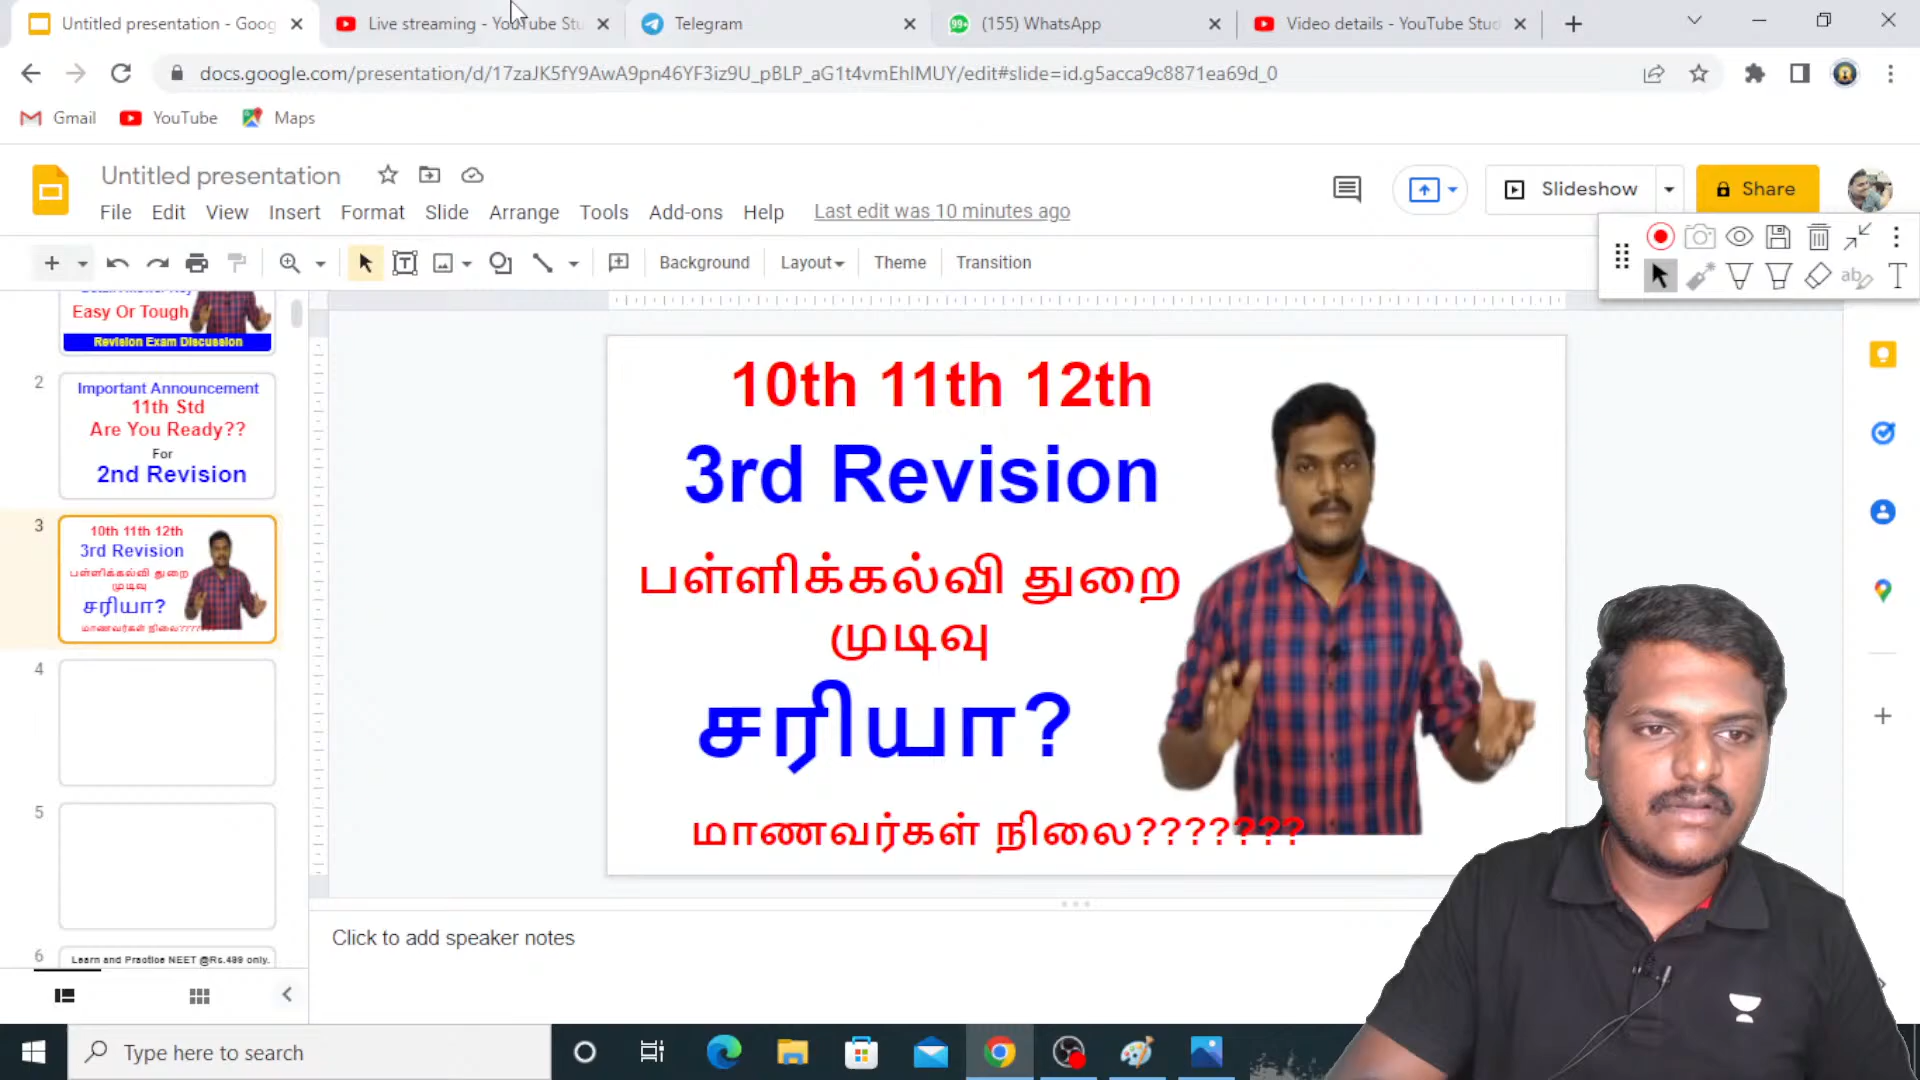 Untitled presentation - Goog
Live streaming - YouTube Stu
Telegram
(155) WhatsApp
Video details - YouTube Stud
docs.google.com/presentation/d/17zaJK5fY9AwA9pn46YF3iz9U_pBLP_aG1t4vmEhlMUY/edit#slide=id.g5acca9c8871ea69d_0
Gmail
YouTube
Maps
Untitled presentation
Slideshow
Share
File Edit View Insert Format Slide Arrange Tools Add-ons Help Last edit was 10 minutes ago
Background Layout Theme Transition
Easy Or Tough
Revision Exam Discussion
2
Important Announcement
11th Std
Are You Ready??
For
2nd Revision
3
10th 11th 12th
3rd Revision
பள்ளிக்கல்வி துறை
முடிவு
சரியா?
மாணவர்கள் நிலை???????
4
5
6
Learn and Practice NEET @Rs.499 only.
10th 11th 12th
3rd Revision
பள்ளிக்கல்வி துறை
முடிவு
சரியா?
மாணவர்கள் நிலை???????
Click to add speaker notes
Type here to search